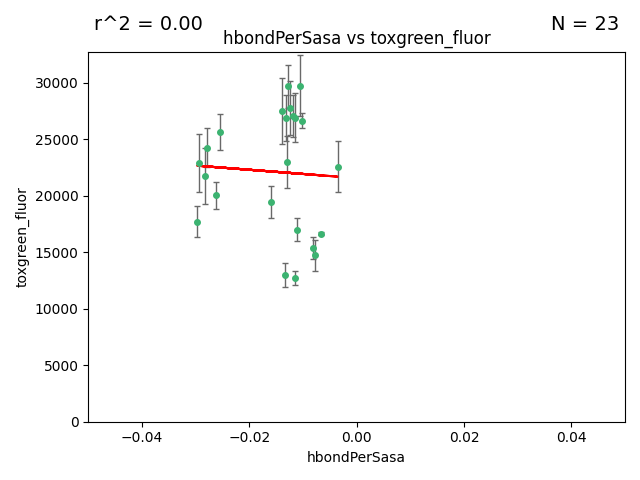 r^2 = 0.00
N = 23
hbondPerSasa vs toxgreen_fluor
30000
25000
20000
15000
10000
5000
0
toxgreen_fluor
−0.04
−0.02
0.00
0.02
0.04
hbondPerSasa